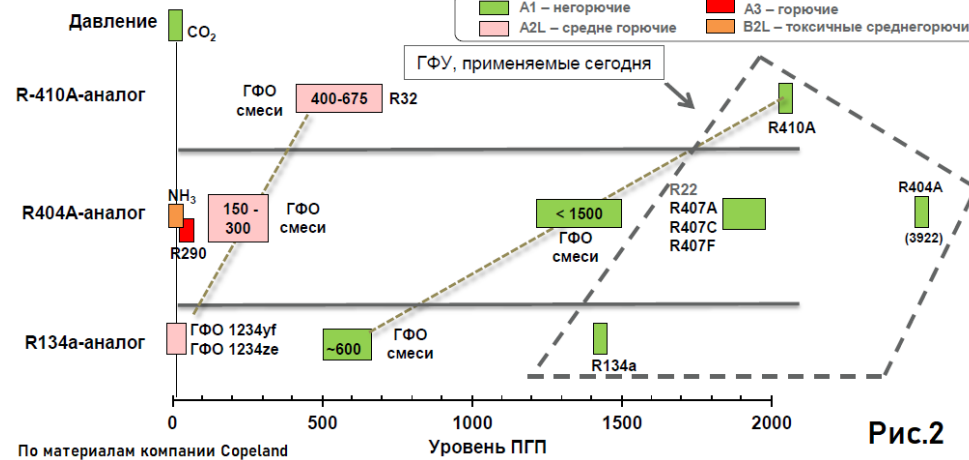 Давление
CO2
A1 – негорючие
A3 – горючие
A2L – средне горючие
B2L – токсичные среднегорючи
ГФУ, применяемые сегодня
R-410A-аналог
ГФО
смеси
400-675
R32
R410A
R404A-аналог
NH3
R290
150 -
300
ГФО
смеси
< 1500
ГФО
смеси
R22
R407A
R407C
R407F
R404A
(3922)
R134a-аналог
ГФО 1234yf
ГФО 1234ze
~600
ГФО
смеси
R134a
0
500
1000
1500
2000
Уровень ПГП
По материалам компании Copeland
Рис.2